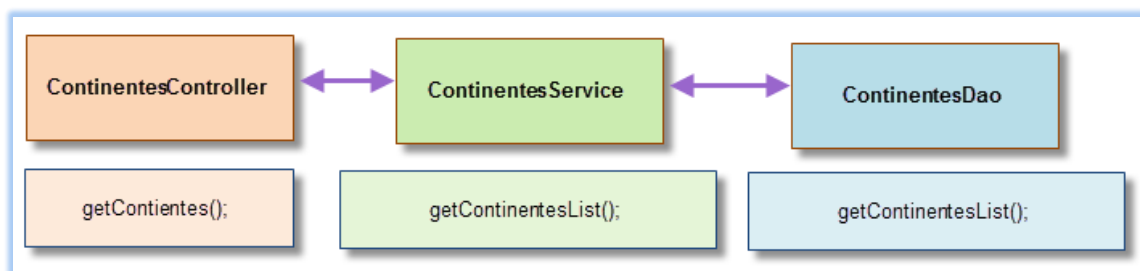 ContinentesController
ContinentesService
ContinentesDao
getContientes();
getContinentesList();
getContinentesList();